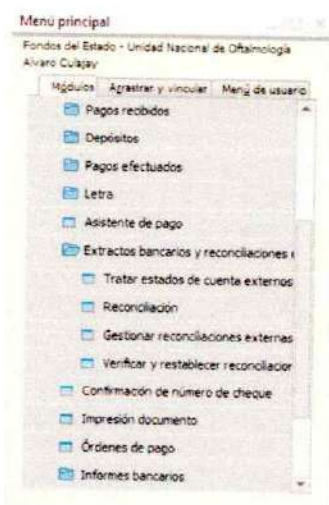 Menú principal
Fondos del Estado - Unidad Nacional de Oftalmología
Alvaro Culajay
Módulos Arrastrar y vincular Menú de usuario
Pagos recibidos
Depósitos
Pagos efectuados
Letra
Asistente de pago
Extractos bancarios y reconciliaciones
Tratar estados de cuenta externos
Reconciliación
Gestionar reconciliaciones externas
Verificar y restablecer reconciliacion
Confirmación de número de cheque
Impresión documento
Órdenes de pago
Informes bancarios